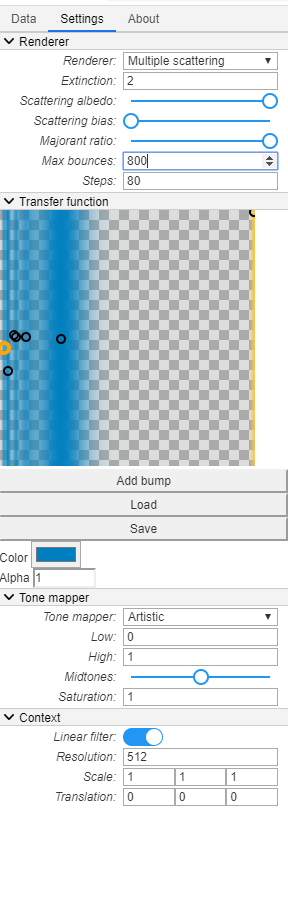 Data Settings About
Renderer
Renderer: Multiple scattering
Extinction: 2
Scattering albedo:
Scattering bias:
Majorant ratio:
Max bounces: 800
Steps: 80
Transfer function
Add bump
Load
Save
Color
Alpha 1
Tone mapper
Tone mapper: Artistic
Low: 0
High: 1
Midtones:
Saturation: 1
Context
Linear filter:
Resolution: 512
Scale: 1 1 1
Translation: 0 0 0